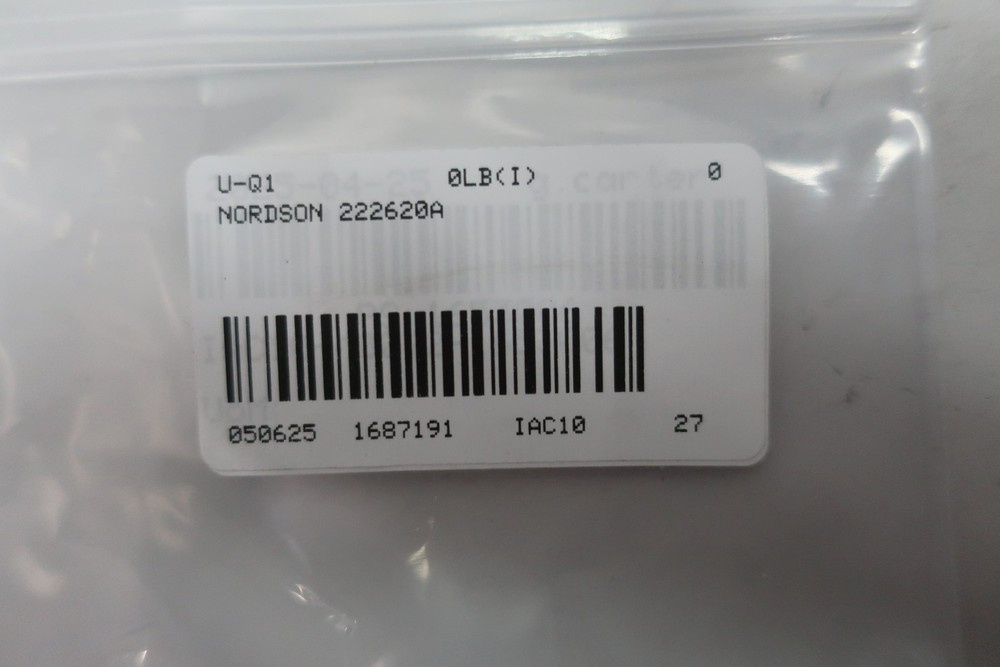 U-Q1 0LB(I) 0
NORDSON 222620A
050625 1687191 IAC10 27